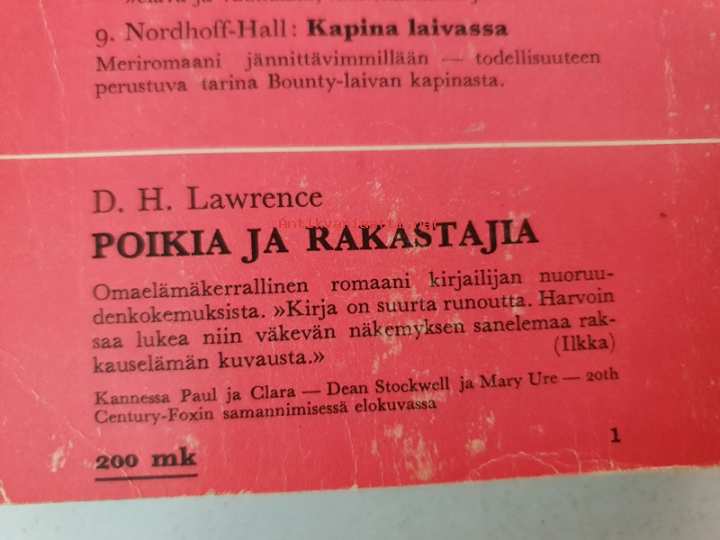 9. Nordhoff-Hall: Kapina laivassa
Meriromaani jännittävimmillään — todellisuuteen
perustuva tarina Bounty-laivan kapinasta.
D. H. Lawrence
POIKIA JA RAKASTAJIA
Omaelämäkerrallinen romaani kirjailijan nuoruu-
denkokemuksista. »Kirja on suurta runoutta. Harvoin
saa lukea niin väkevän näkemyksen sanelemaa rak-
kauselämän kuvausta.» (Ilkka)
Kannessa Paul ja Clara — Dean Stockwell ja Mary Ure — 20th
Century-Foxin samannimisessä elokuvassa
1
200 mk